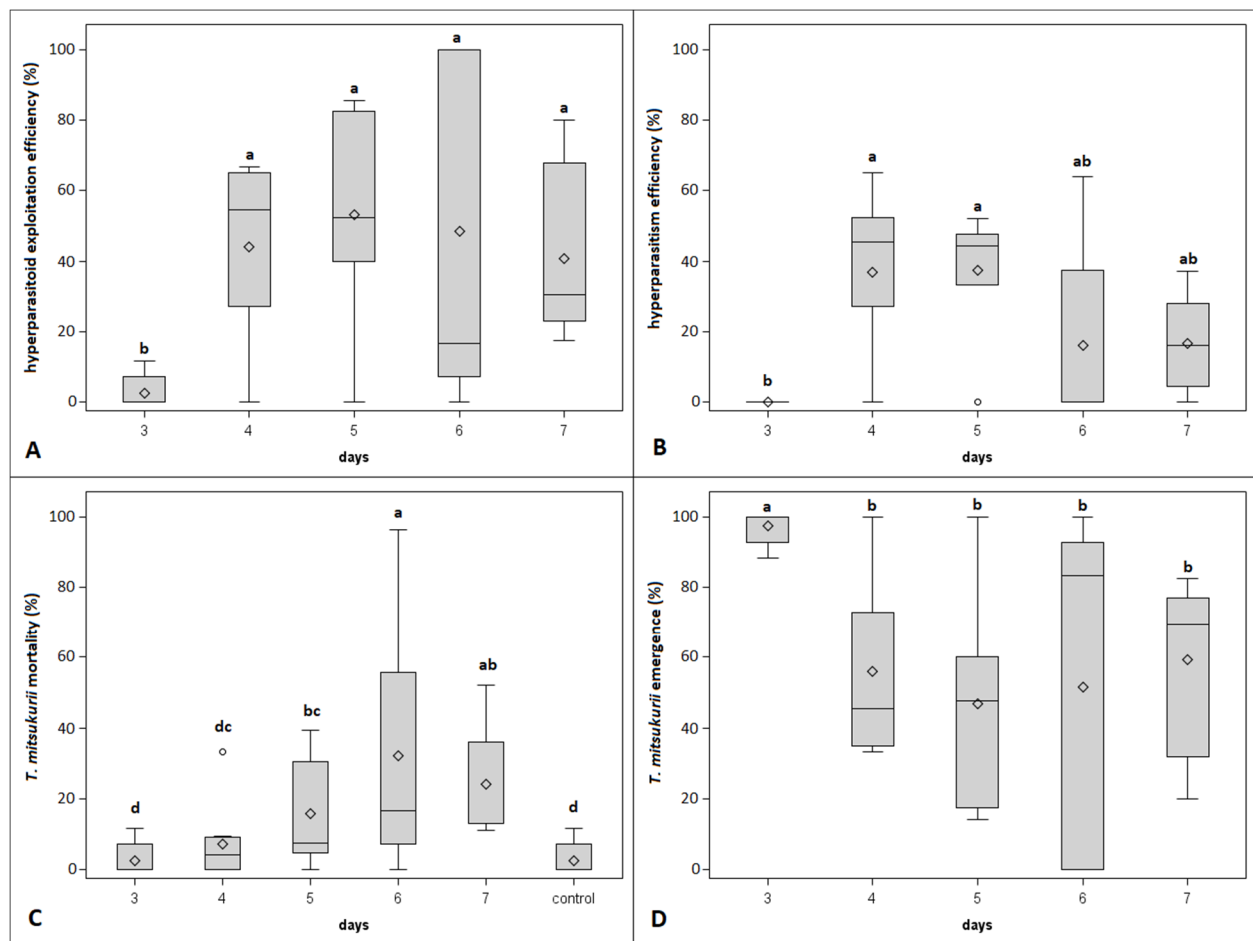 hyperparasitoid exploitation efficiency (%)
100
80
60
40
20
0
b
a
a
a
a
3 4 5 6 7
days
A
hyperparasitism efficiency (%)
100
80
60
40
20
0
b
a
a
ab
ab
3 4 5 6 7
days
B
T. mitsukurii mortality (%)
100
80
60
40
20
0
d
dc
bc
a
ab
d
3 4 5 6 7 control
days
C
T. mitsukurii emergence (%)
100
80
60
40
20
0
a
b
b
b
b
3 4 5 6 7
days
D